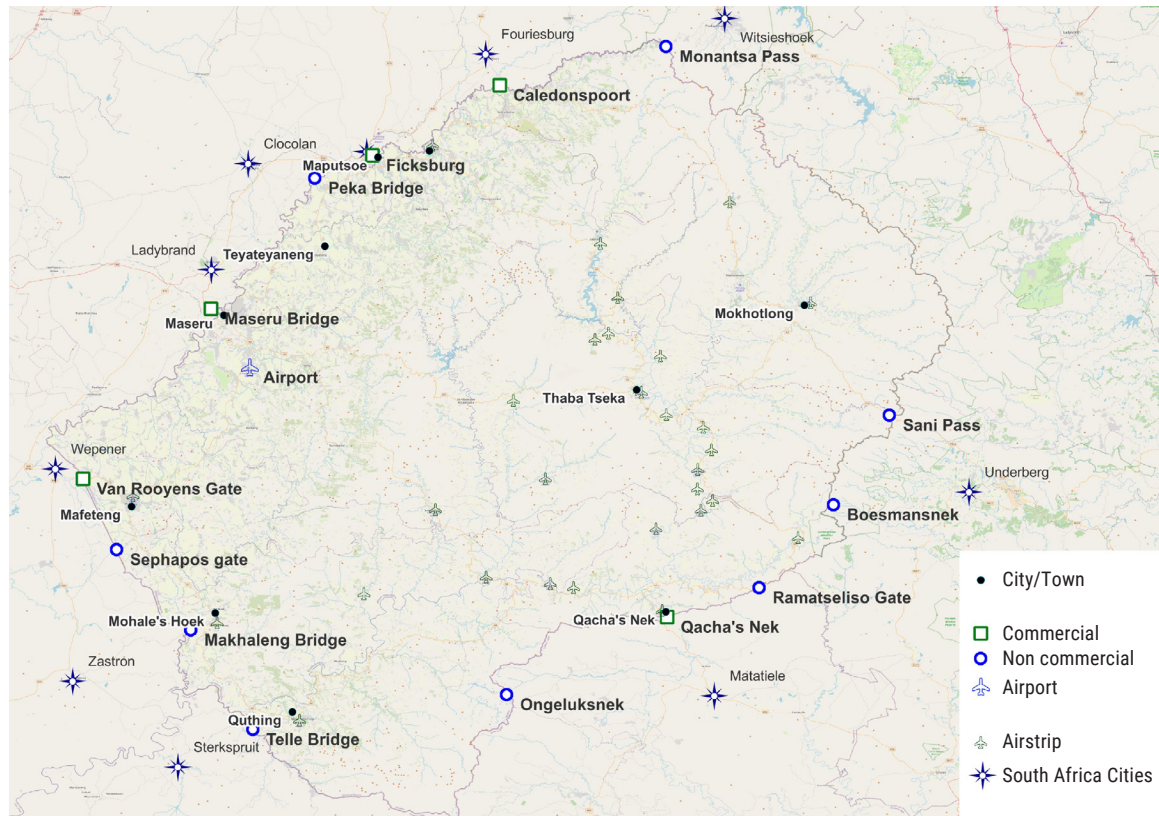 Fouriesburg
Witsieshoek
Monantsa Pass
Caledonspoort
Clocolan
Maputsoe
Ficksburg
Peka Bridge
Ladybrand
Teyateyaneng
Maseru
Maseru Bridge
Mokhotlong
Airport
Thaba Tseka
Sani Pass
Wepener
Van Rooyens Gate
Mafeteng
Underberg
Boesmansnek
Sephapos gate
City/Town
Ramatseliso Gate
Mohale's Hoek
Makhaleng Bridge
Qacha's Nek
Qacha's Nek
Commercial
Non commercial
Zastron
Matatiele
Airport
Ongeluksnek
Quthing
Telle Bridge
Sterkspruit
Airstrip
South Africa Cities